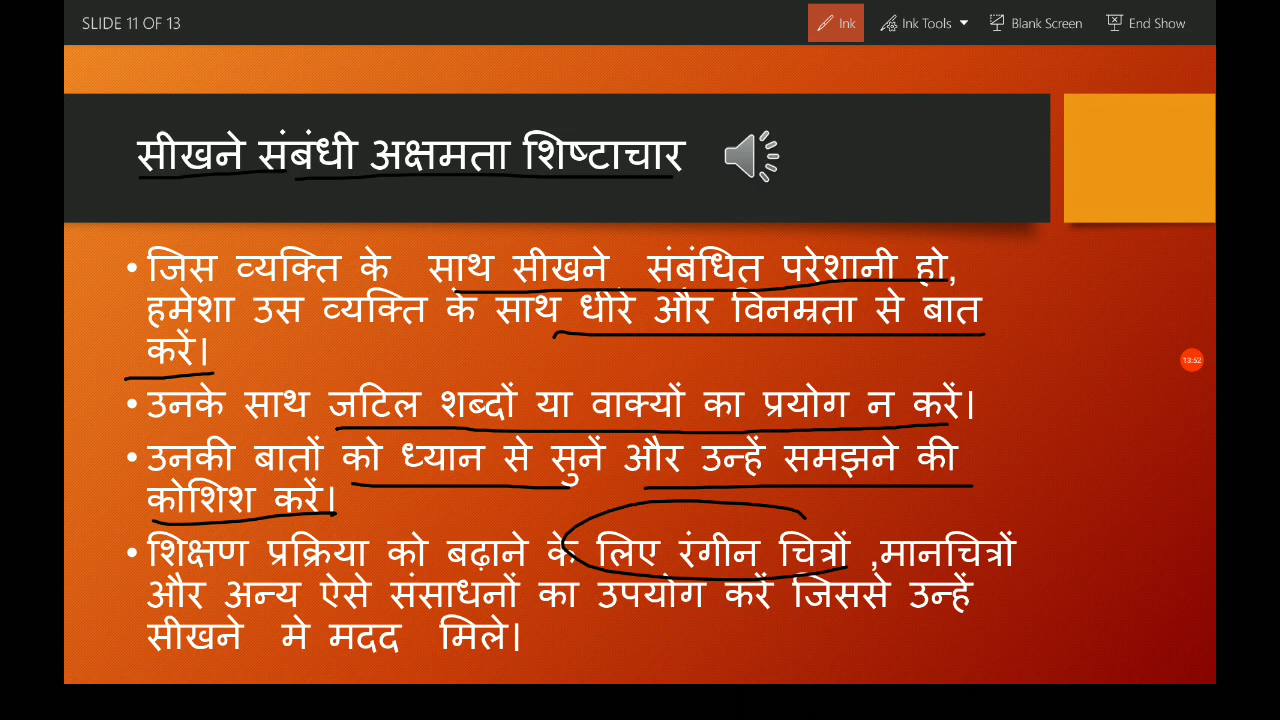 SLIDE 11 OF 13
Ink
Ink Tools
Blank Screen
End Show
सीखने संबंधी अक्षमता शिष्टाचार
• जिस व्यक्ति के साथ सीखने संबंधित परेशानी हो,
हमेशा उस व्यक्ति के साथ धीरे और विनम्रता से बात
करें।
• उनके साथ जटिल शब्दों या वाक्यों का प्रयोग न करें।
• उनकी बातों को ध्यान से सुनें और उन्हें समझने की
कोशिश करें।
• शिक्षण प्रक्रिया को बढ़ाने के लिए रंगीन चित्रों ,मानचित्रों
और अन्य ऐसे संसाधनों का उपयोग करें जिससे उन्हें
सीखने मे मदद मिले।
13:52